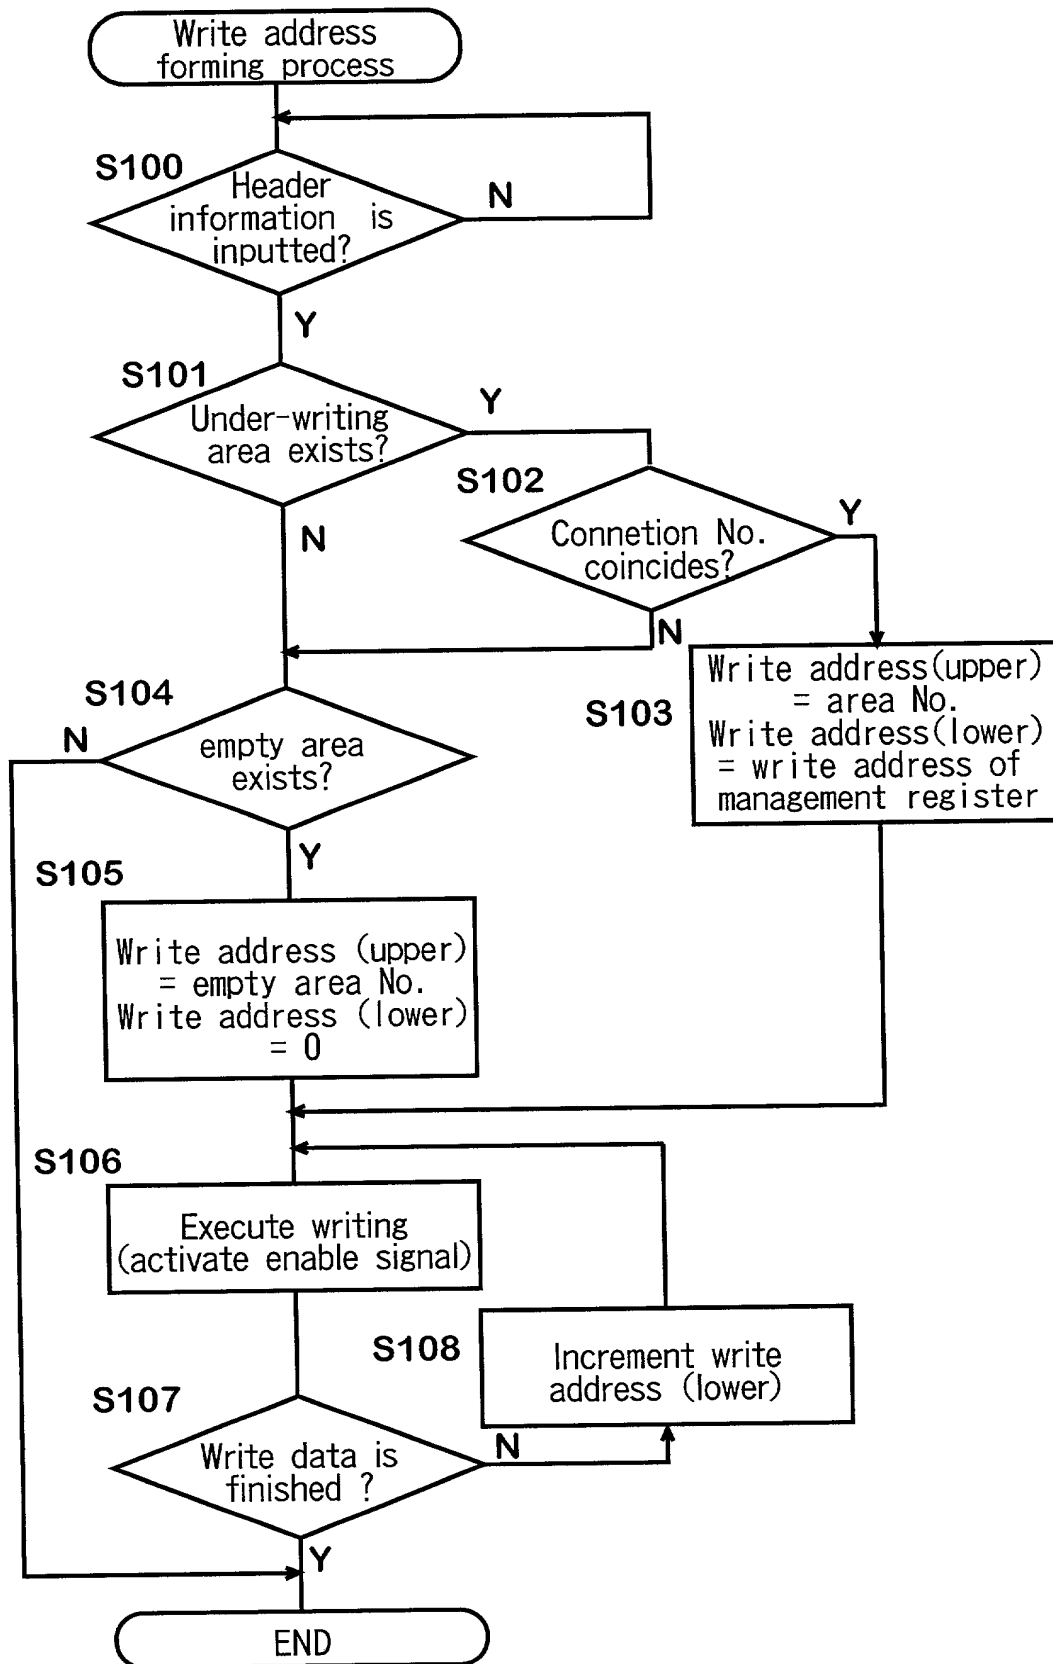 Write address
forming process
S100
Header
information is
inputted?
N
Y
S101
Under-writing
area exists?
Y
N
S102
Connetion No.
coincides?
Y
N
S103
Write address(upper)
= area No.
Write address(lower)
= write address of
management register
S104
empty area
exists?
N
Y
S105
Write address (upper)
= empty area No.
Write address (lower)
= 0
S106
Execute writing
(activate enable signal)
S108
Increment write
address (lower)
S107
Write data is
finished ?
N
Y
END